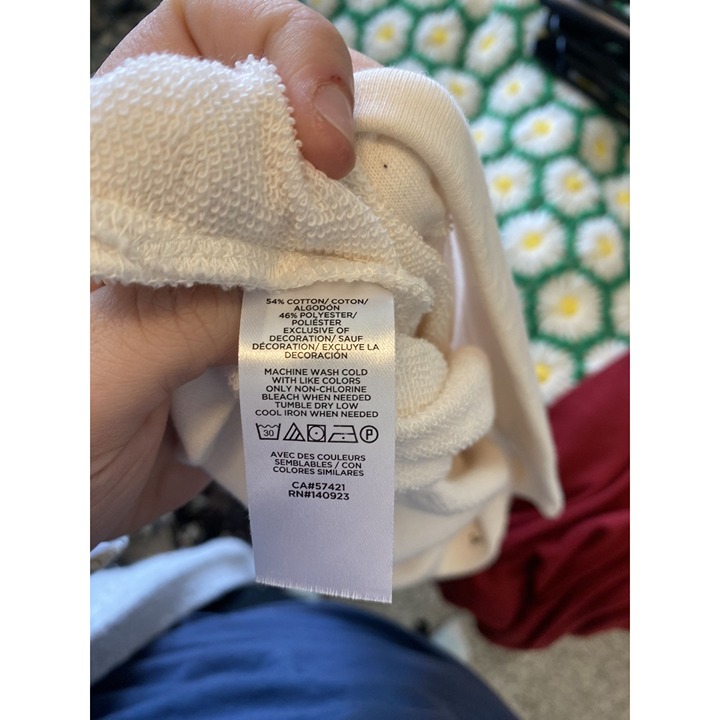 54% COTTON/ COTON/
ALGODÓN
46% POLYESTER/
POLIÉSTER
EXCLUSIVE OF
DECORATION/ SAUF
DÉCORATION/ EXCLUYE LA
DECORACIÓN
MACHINE WASH COLD
WITH LIKE COLORS
ONLY NON-CHLORINE
BLEACH WHEN NEEDED
TUMBLE DRY LOW
COOL IRON WHEN NEEDED
30 P
AVEC DES COULEURS
SEMBLABLES / CON
COLORES SIMILARES
CA#57421
RN#140923